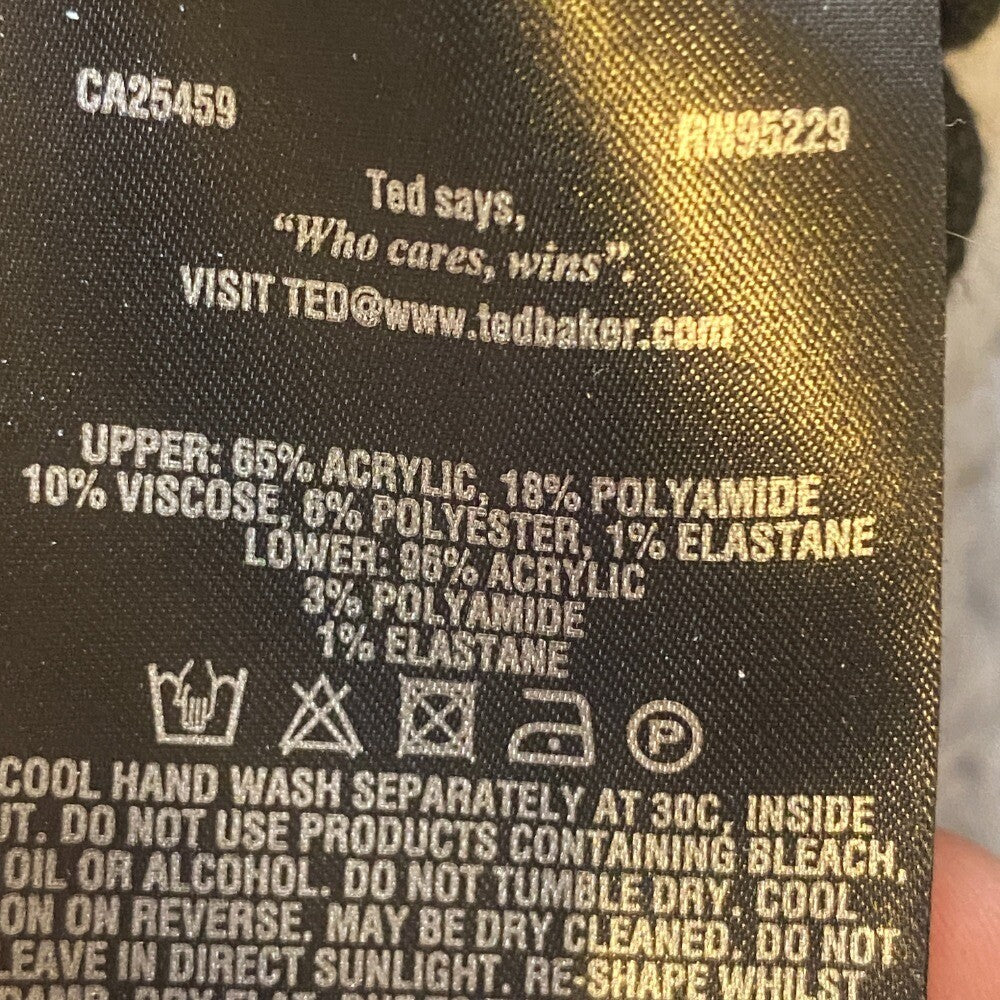 CA25459
RN95229
Ted says,
“Who cares, wins”.
VISIT TED@www.tedbaker.com
UPPER: 65% ACRYLIC, 18% POLYAMIDE
10% VISCOSE, 6% POLYESTER, 1% ELASTANE
LOWER: 96% ACRYLIC
3% POLYAMIDE
1% ELASTANE
P
COOL HAND WASH SEPARATELY AT 30C, INSIDE
UT. DO NOT USE PRODUCTS CONTAINING BLEACH,
OIL OR ALCOHOL. DO NOT TUMBLE DRY. COOL
ON ON REVERSE. MAY BE DRY CLEANED. DO NOT
LEAVE IN DIRECT SUNLIGHT. RE-SHAPE WHILST